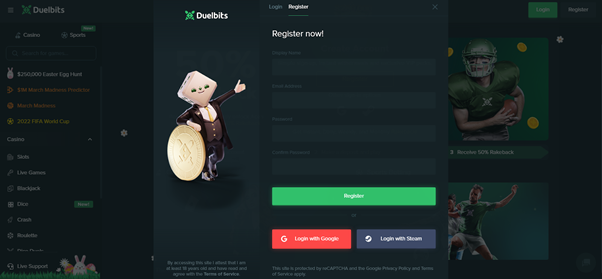 Duelbits
Login
Register
Casino
Sports
New!
$250,000 Easter Egg Hunt
$1M March Madness Predictor
March Madness
2022 FIFA World Cup
Casino
Slots
Live Games
Blackjack
Dice
New!
Crash
Roulette
Live Support
Duelbits
By accessing this site I attest that I am
at least 18 years old and have read and
agree with the Terms of Service.
Login
Register
Register now!
Display Name
Email Address
Password
Confirm Password
Register
or
Login with Google
Login with Steam
This site is protected by reCAPTCHA and the Google Privacy Policy and Terms
of Service apply.
Receive 50% Rakeback